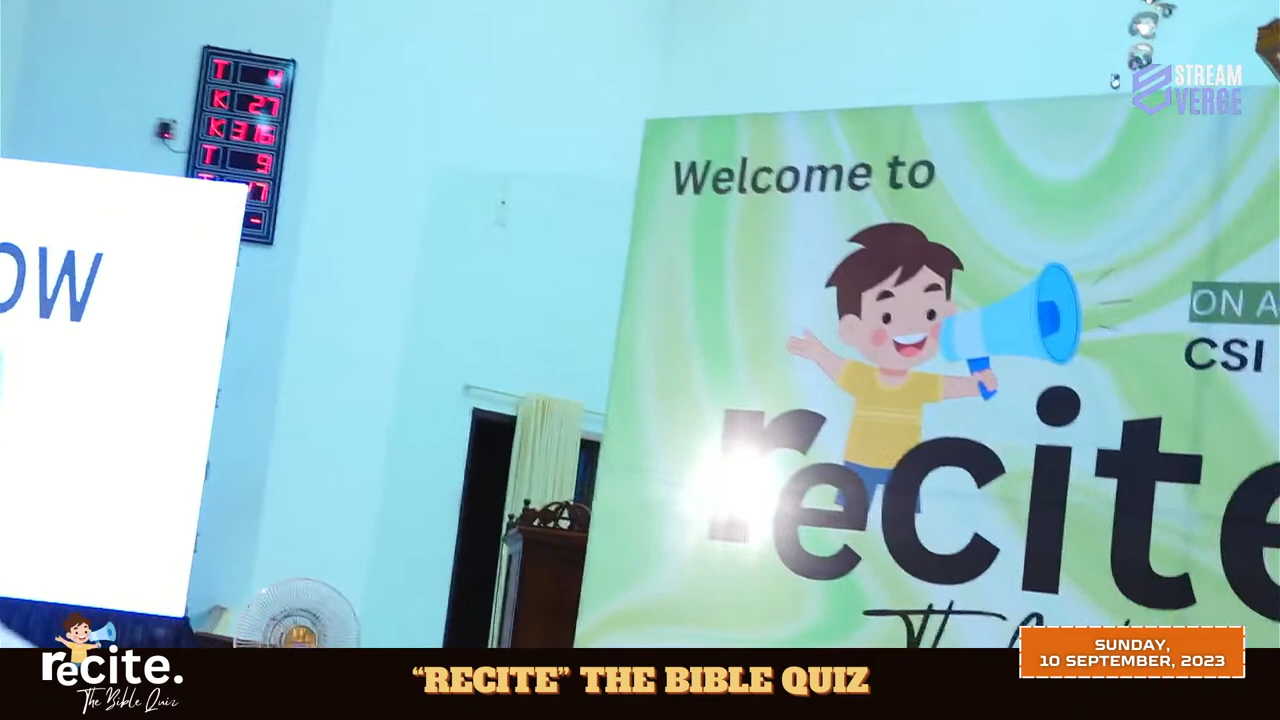 T 4
K 27
K 316
T 9
OW
STREAM
VERGE
Welcome to
ON A
CSI
recite
recite.
The Bible Quiz
“RECITE” THE BIBLE QUIZ
SUNDAY,
10 SEPTEMBER, 2023